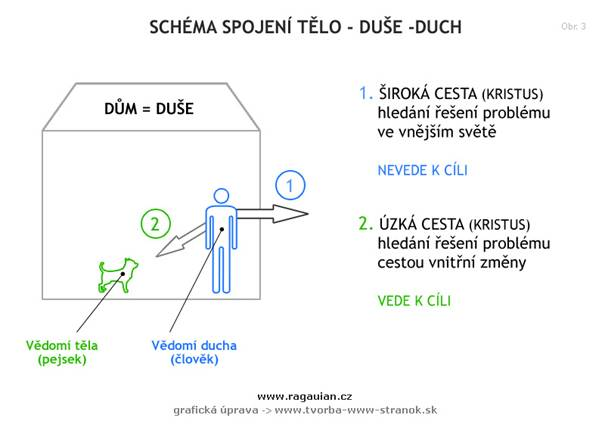 SCHÉMA SPOJENÍ TĚLO - DUŠE -DUCH
Obr. 3
DŮM = DUŠE
1. ŠIROKÁ CESTA (KRISTUS)
hledání řešení problému
ve vnějším světě
NEVEDE K CÍLI
1
2
2. ÚZKÁ CESTA (KRISTUS)
hledání řešení problému
cestou vnitřní změny
VEDE K CÍLI
Vědomí těla
(pejsek)
Vědomí ducha
(člověk)
www.ragauian.cz
grafická úprava -> www.tvorba-www-stranok.sk